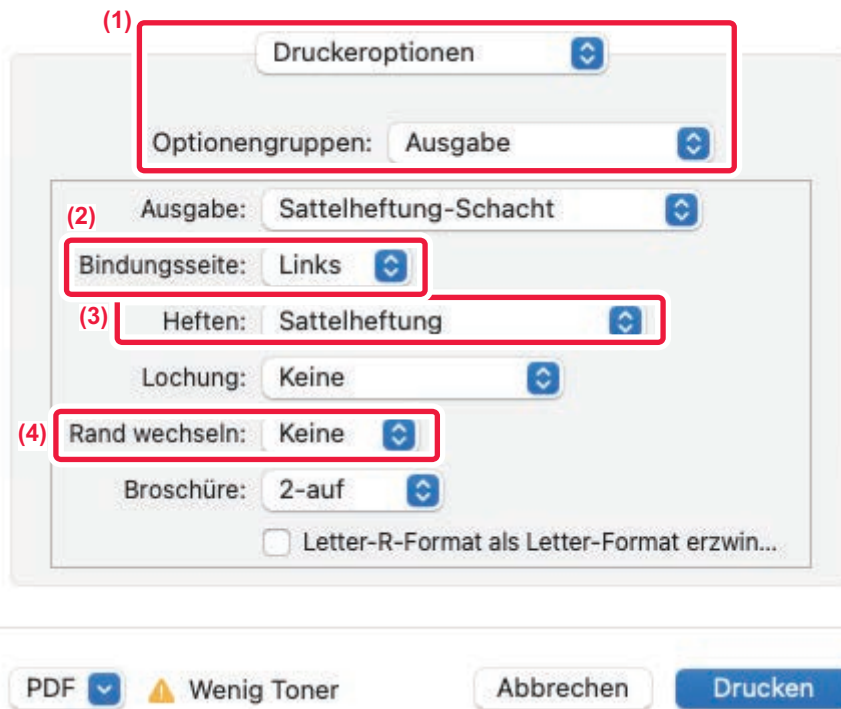 (1)
Druckeroptionen
Optionengruppen: Ausgabe
Ausgabe: Sattelheftung-Schacht
(2)
Bindungsseite: Links
(3) Heften: Sattelheftung
Lochung: Keine
(4) Rand wechseln: Keine
Broschüre: 2-auf
Letter-R-Format als Letter-Format erzwin...
PDF Wenig Toner Abbrechen Drucken